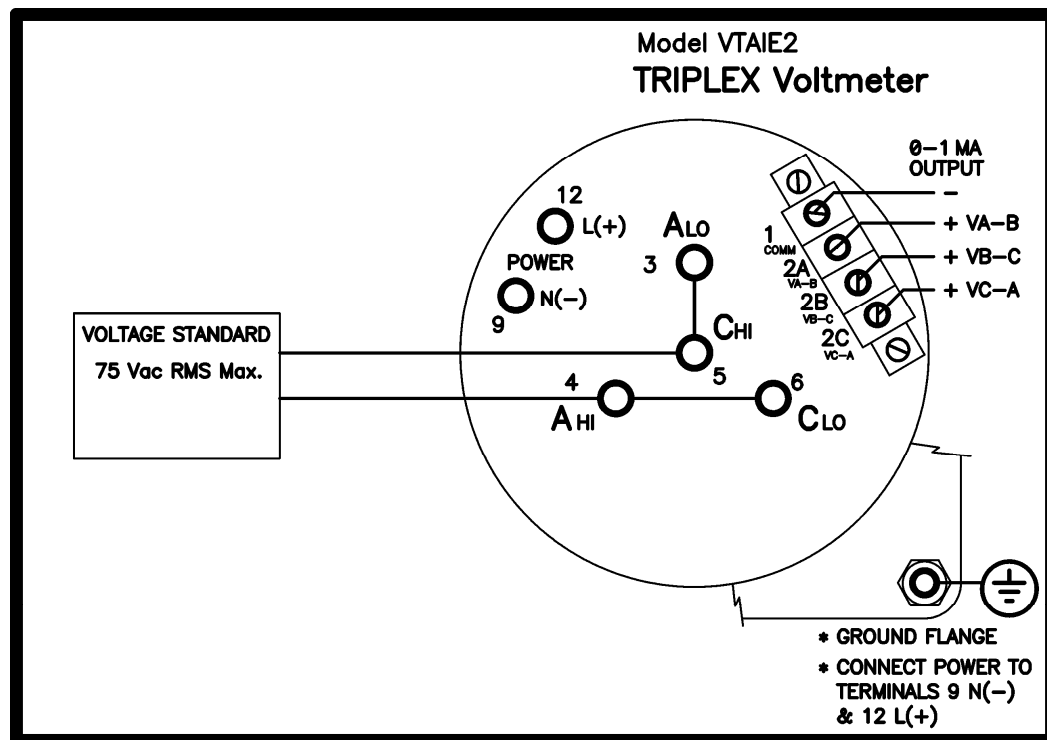 Model VTAIE2
TRIPLEX Voltmeter
0-1 MA
OUTPUT
-
+ VA-B
+ VB-C
+ VC-A
12
L(+)
POWER
N(-)
9
ALO
3
CHI
5
4
AHI
6
CLO
1
COMM
2A
VA-B
2B
VB-C
2C
VC-A
VOLTAGE STANDARD
75 Vac RMS Max.
* GROUND FLANGE
* CONNECT POWER TO
TERMINALS 9 N(-)
& 12 L(+)